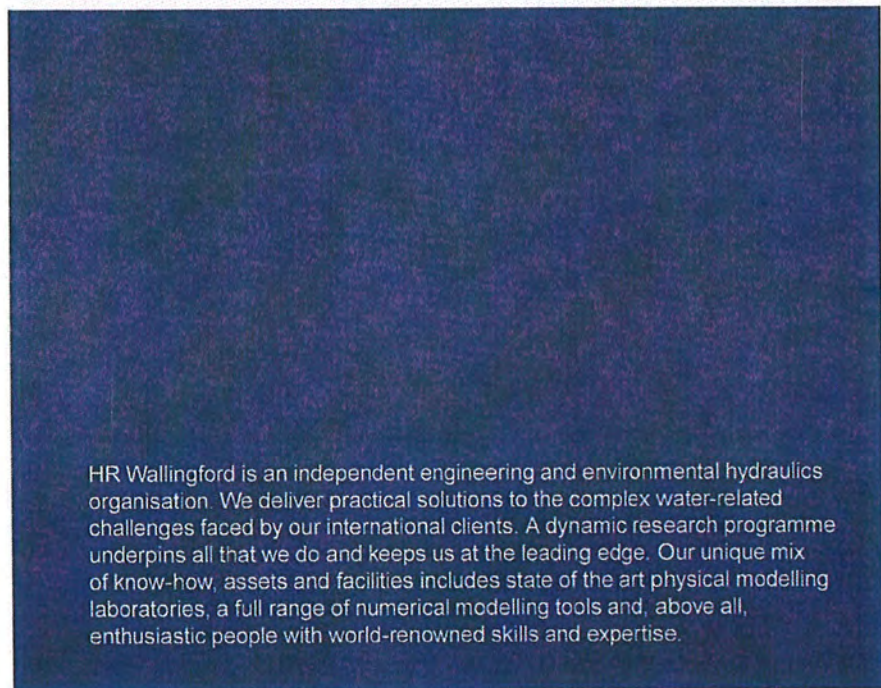 HR Wallingford is an independent engineering and environmental hydraulics
organisation. We deliver practical solutions to the complex water-related
challenges faced by our international clients. A dynamic research programme
underpins all that we do and keeps us at the leading edge. Our unique mix
of know-how, assets and facilities includes state of the art physical modelling
laboratories, a full range of numerical modelling tools and, above all,
enthusiastic people with world-renowned skills and expertise.